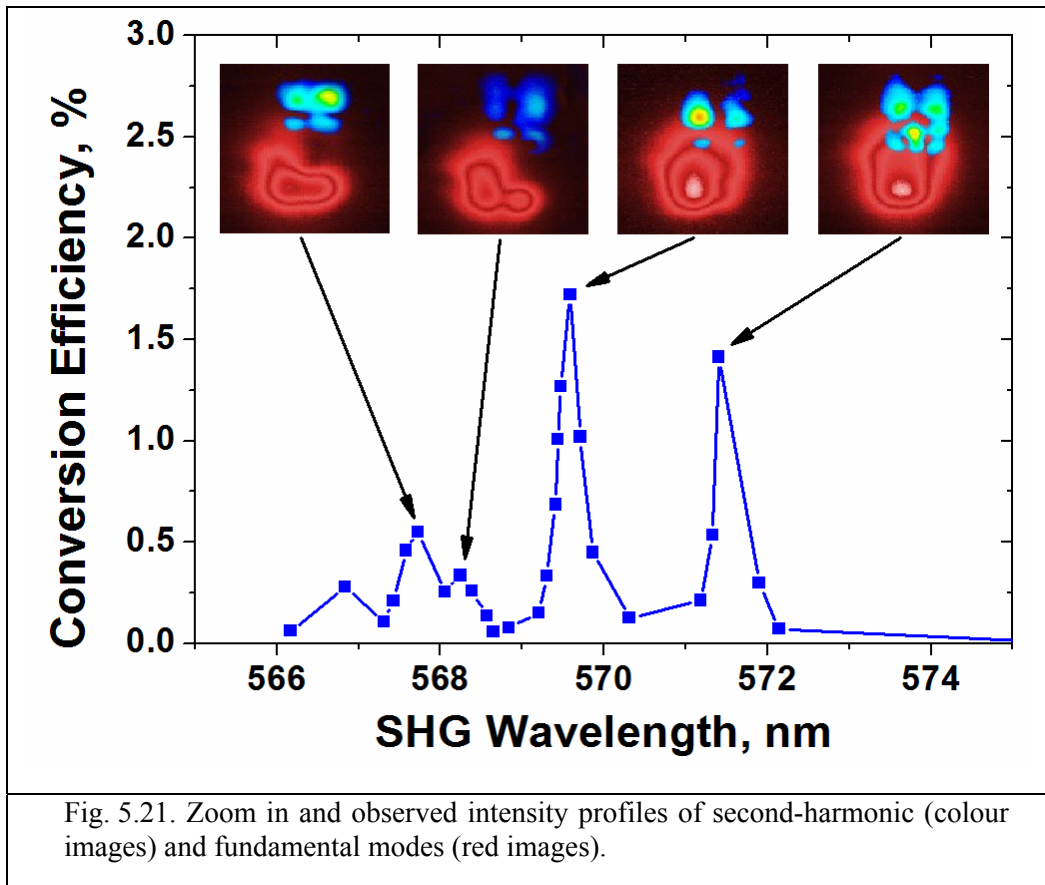 3.0
2.5
2.0
1.5
1.0
0.5
0.0
Conversion Efficiency, %
566 568 570 572 574
SHG Wavelength, nm
Fig. 5.21. Zoom in and observed intensity profiles of second-harmonic (colour
images) and fundamental modes (red images).